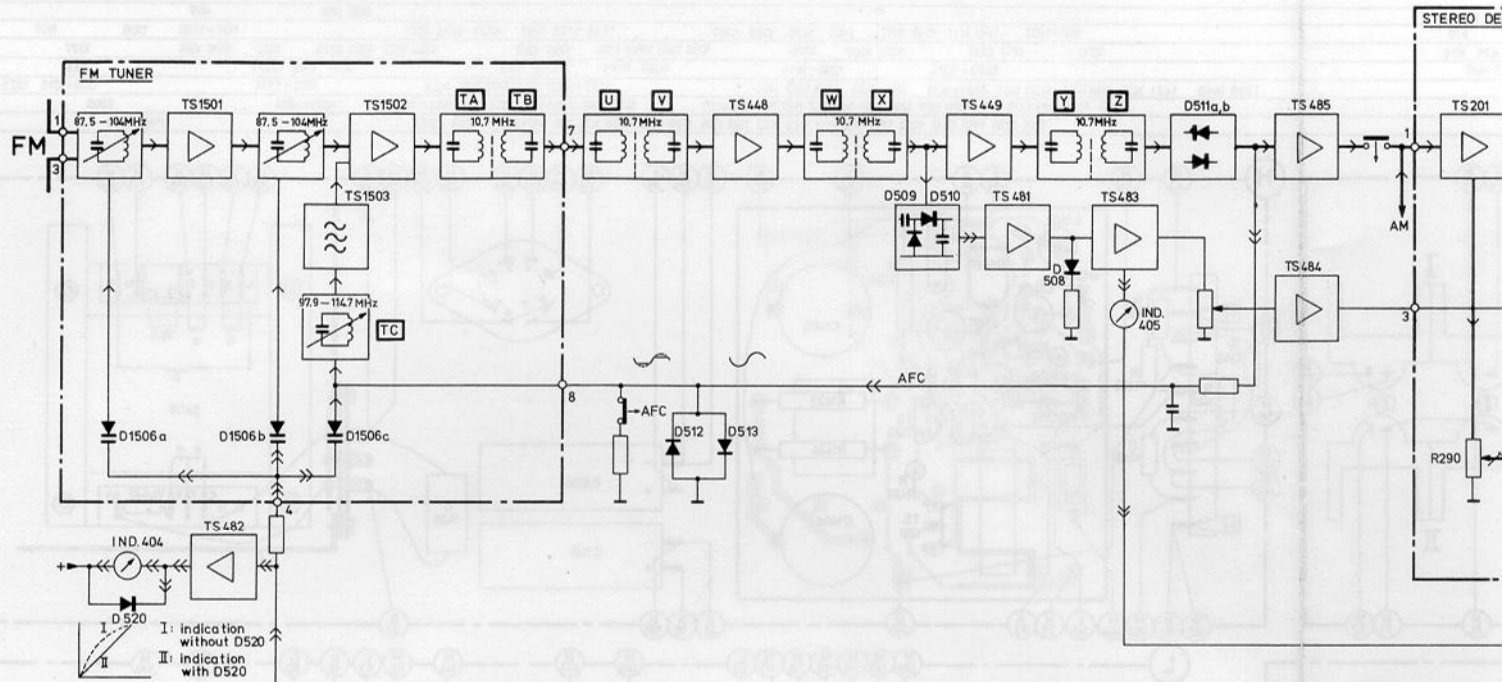 STEREO DE
FM TUNER
TS1501
TS1502
TA
TB
U
V
TS448
W
X
TS449
Y
Z
D511a,b
TS485
TS201
87,5-104MHz
87,5-104MHz
10,7 MHz
10,7 MHz
10,7 MHz
10,7MHz
1
7
1
FM
3
TS1503
D509
D510
TS481
TS483
AM
D
508
TS484
97.9-114.7 MHz
TC
IND.
405
3
AFC
8
AFC
D1506a
D1506b
D1506c
D512
D513
R290
4
TS482
IND.404
+
D520
I
II
I: indication
without D520
II: indication
with D520